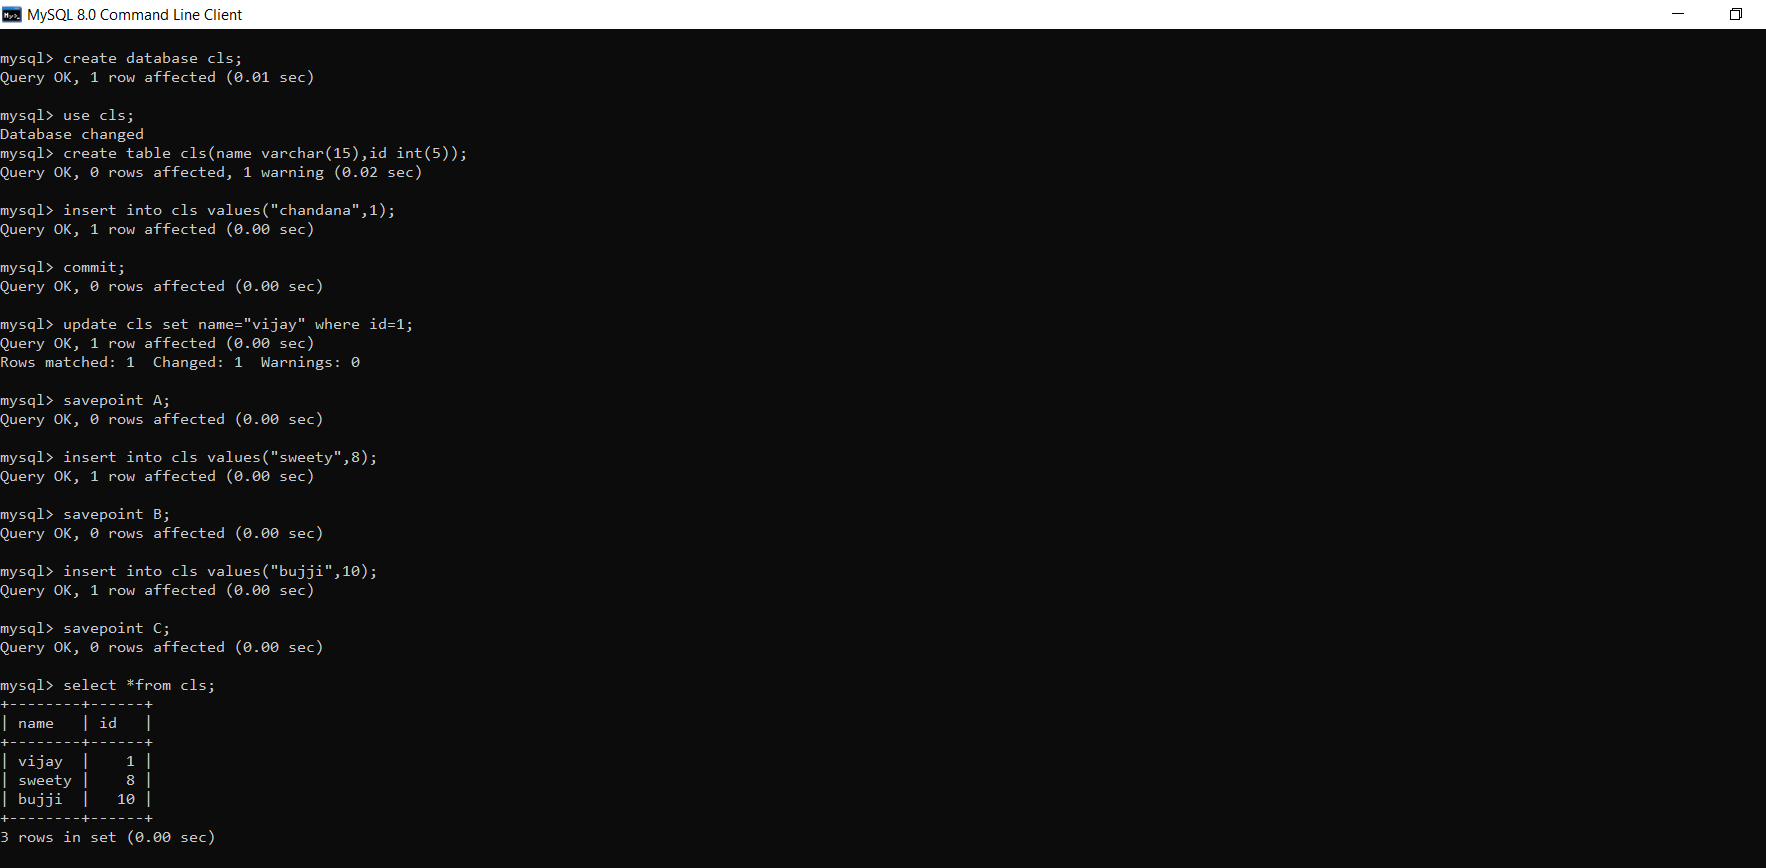 MySQL 8.0 Command Line Client
mysql> create database cls;
Query OK, 1 row affected (0.01 sec)
mysql> use cls;
Database changed
mysql> create table cls(name varchar(15),id int(5));
Query OK, 0 rows affected, 1 warning (0.02 sec)
mysql> insert into cls values("chandana",1);
Query OK, 1 row affected (0.00 sec)
mysql> commit;
Query OK, 0 rows affected (0.00 sec)
mysql> update cls set name="vijay" where id=1;
Query OK, 1 row affected (0.00 sec)
Rows matched: 1  Changed: 1  Warnings: 0
mysql> savepoint A;
Query OK, 0 rows affected (0.00 sec)
mysql> insert into cls values("sweety",8);
Query OK, 1 row affected (0.00 sec)
mysql> savepoint B;
Query OK, 0 rows affected (0.00 sec)
mysql> insert into cls values("bujji",10);
Query OK, 1 row affected (0.00 sec)
mysql> savepoint C;
Query OK, 0 rows affected (0.00 sec)
mysql> select *from cls;
+--------+------+
| name   | id   |
+--------+------+
| vijay  |    1 |
| sweety |    8 |
| bujji  |   10 |
+--------+------+
3 rows in set (0.00 sec)